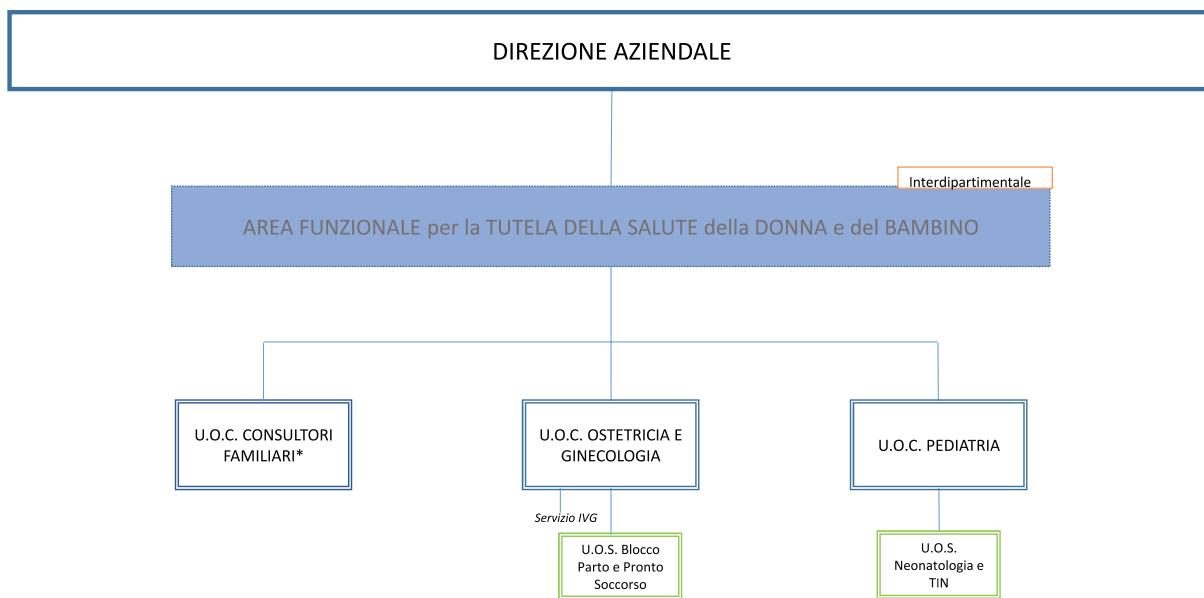 DIREZIONE AZIENDALE
Interdipartimentale
AREA FUNZIONALE per la TUTELA DELLA SALUTE della DONNA e del BAMBINO
U.O.C. CONSULTORI
FAMILIARI*
U.O.C. OSTETRICIA E
GINECOLOGIA
U.O.C. PEDIATRIA
Servizio IVG
U.O.S. Blocco
Parto e Pronto
Soccorso
U.O.S.
Neonatologia e
TIN